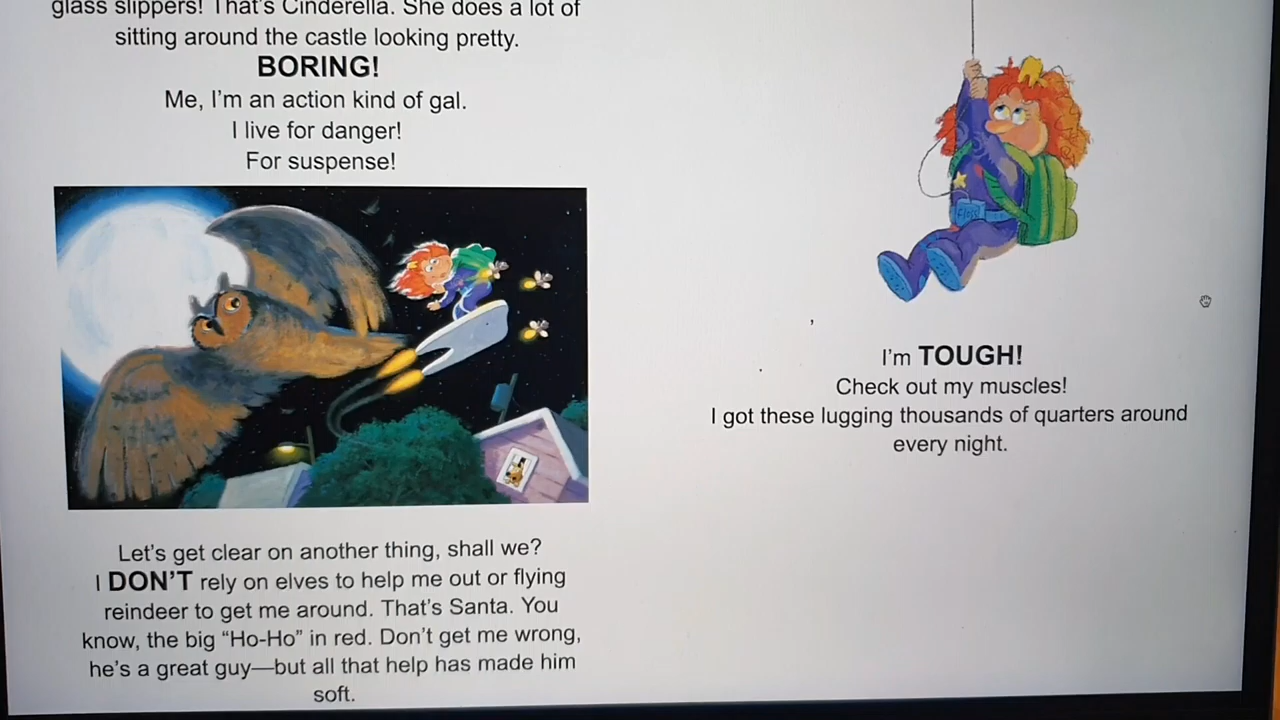 glass slippers! That's Cinderella. She does a lot of
sitting around the castle looking pretty.
BORING!
Me, I'm an action kind of gal.
I live for danger!
For suspense!
Let's get clear on another thing, shall we?
I DON'T rely on elves to help me out or flying
reindeer to get me around. That's Santa. You
know, the big “Ho-Ho” in red. Don't get me wrong,
he's a great guy—but all that help has made him
soft.
I'm TOUGH!
Check out my muscles!
I got these lugging thousands of quarters around
every night.